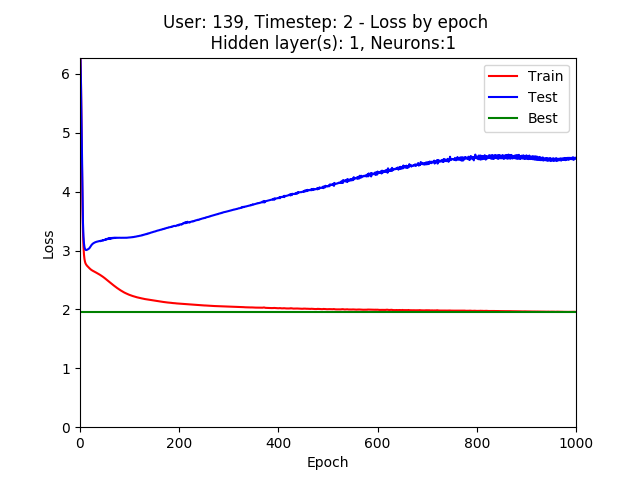 User: 139, Timestep: 2 - Loss by epoch
Hidden layer(s): 1, Neurons:1
Train
Test
Best
6
5
4
3
2
1
0
Loss
0 200 400 600 800 1000
Epoch